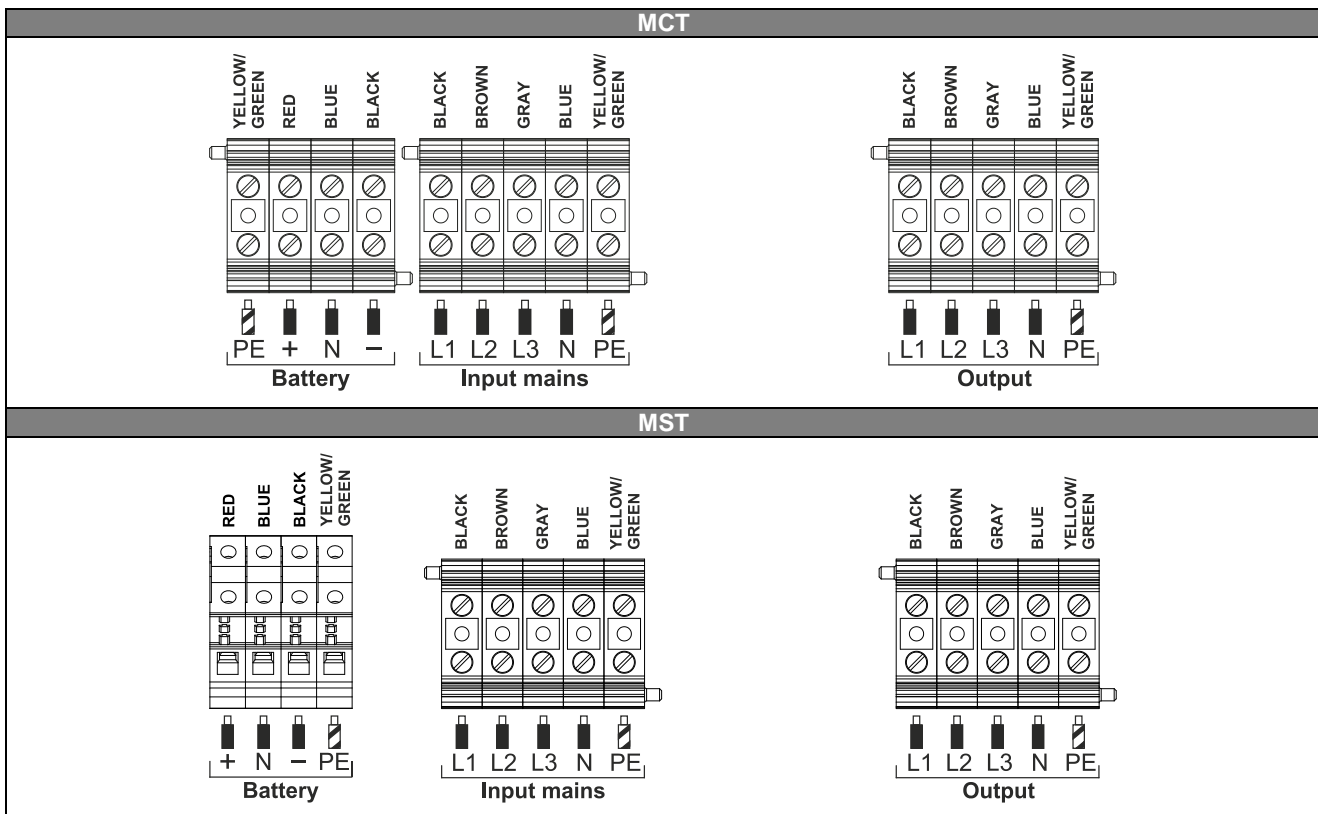 MCT
YELLOW/
GREEN
RED
BLUE
BLACK
BLACK
BROWN
GRAY
BLUE
YELLOW/
GREEN
BLACK
BROWN
GRAY
BLUE
YELLOW/
GREEN
PE + N −
L1 L2 L3 N PE
L1 L2 L3 N PE
Battery
Input mains
Output
MST
RED
BLUE
BLACK
YELLOW/
GREEN
BLACK
BROWN
GRAY
BLUE
YELLOW/
GREEN
BLACK
BROWN
GRAY
BLUE
YELLOW/
GREEN
+ N − PE
L1 L2 L3 N PE
L1 L2 L3 N PE
Battery
Input mains
Output